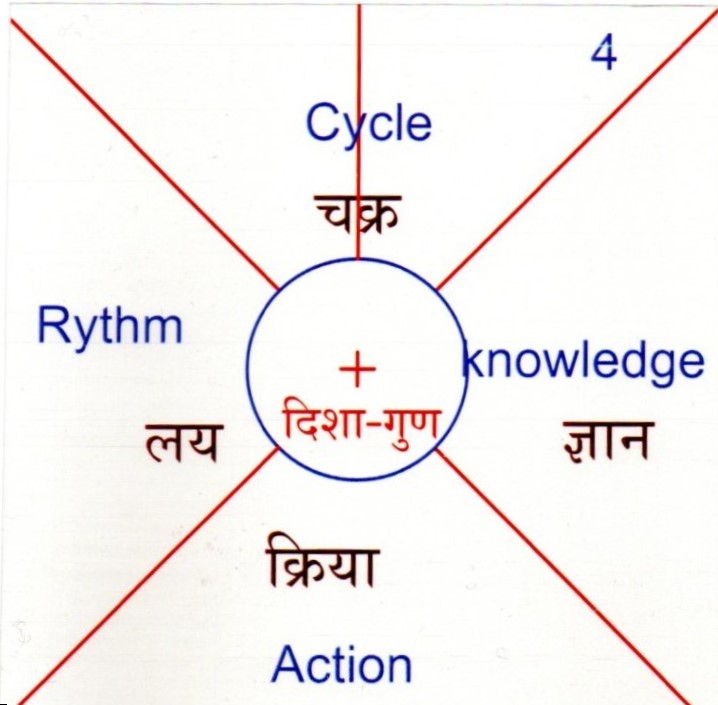 4
Cycle
चक्र
Rythm
knowledge
+
दिशा-गुण
लय
ज्ञान
क्रिया
Action